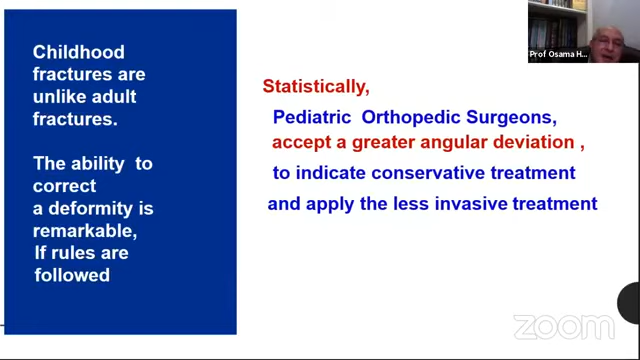 Childhood
fractures are
unlike adult
fractures.
The ability to
correct
a deformity is
remarkable,
If rules are
followed
Statistically,
Pediatric Orthopedic Surgeons,
accept a greater angular deviation ,
to indicate conservative treatment
and apply the less invasive treatment
Prof Osama H...
zoom